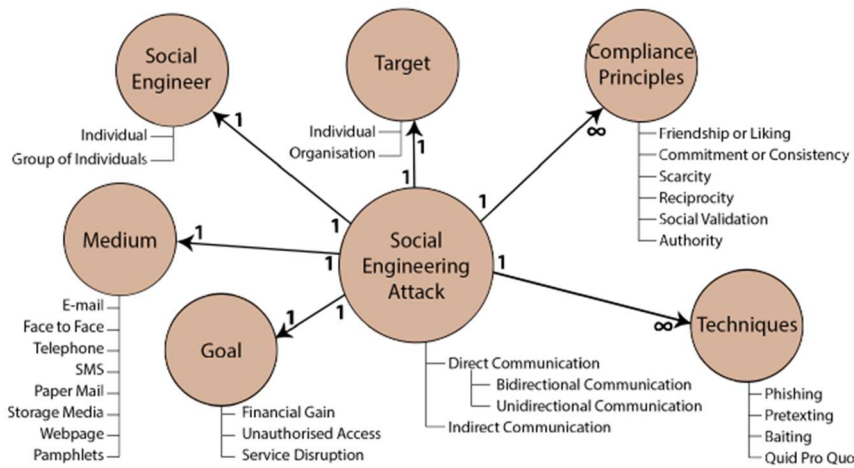 Social
Engineer
Individual
Group of Individuals
1
1
Target
Individual
Organisation
1
1
Compliance
Principles
Friendship or Liking
Commitment or Consistency
Scarcity
Reciprocity
Social Validation
Authority
∞
1
Medium
E-mail
Face to Face
Telephone
SMS
Paper Mail
Storage Media
Webpage
Pamphlets
1
1
Social
Engineering
Attack
Direct Communication
Bidirectional Communication
Unidirectional Communication
Indirect Communication
Goal
Financial Gain
Unauthorised Access
Service Disruption
1
1
Techniques
Phishing
Pretexting
Baiting
Quid Pro Quo
1
∞